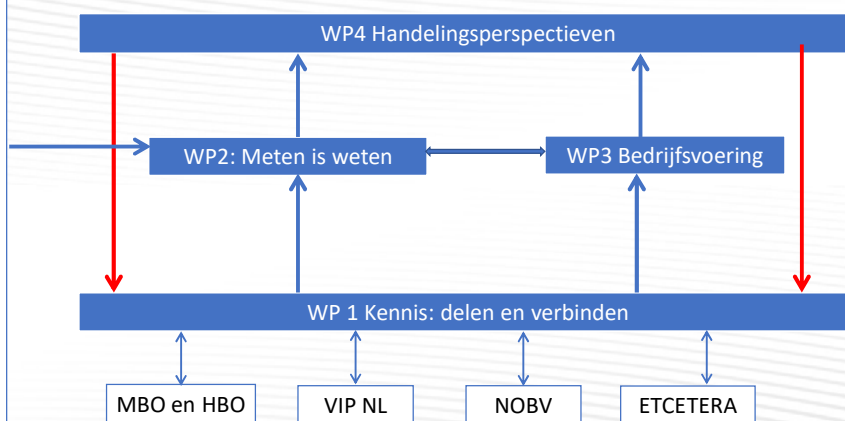 WP4 Handelingsperspectieven
WP2: Meten is weten
WP3 Bedrijfsvoering
WP 1 Kennis: delen en verbinden
MBO en HBO
VIP NL
NOBV
ETCETERA